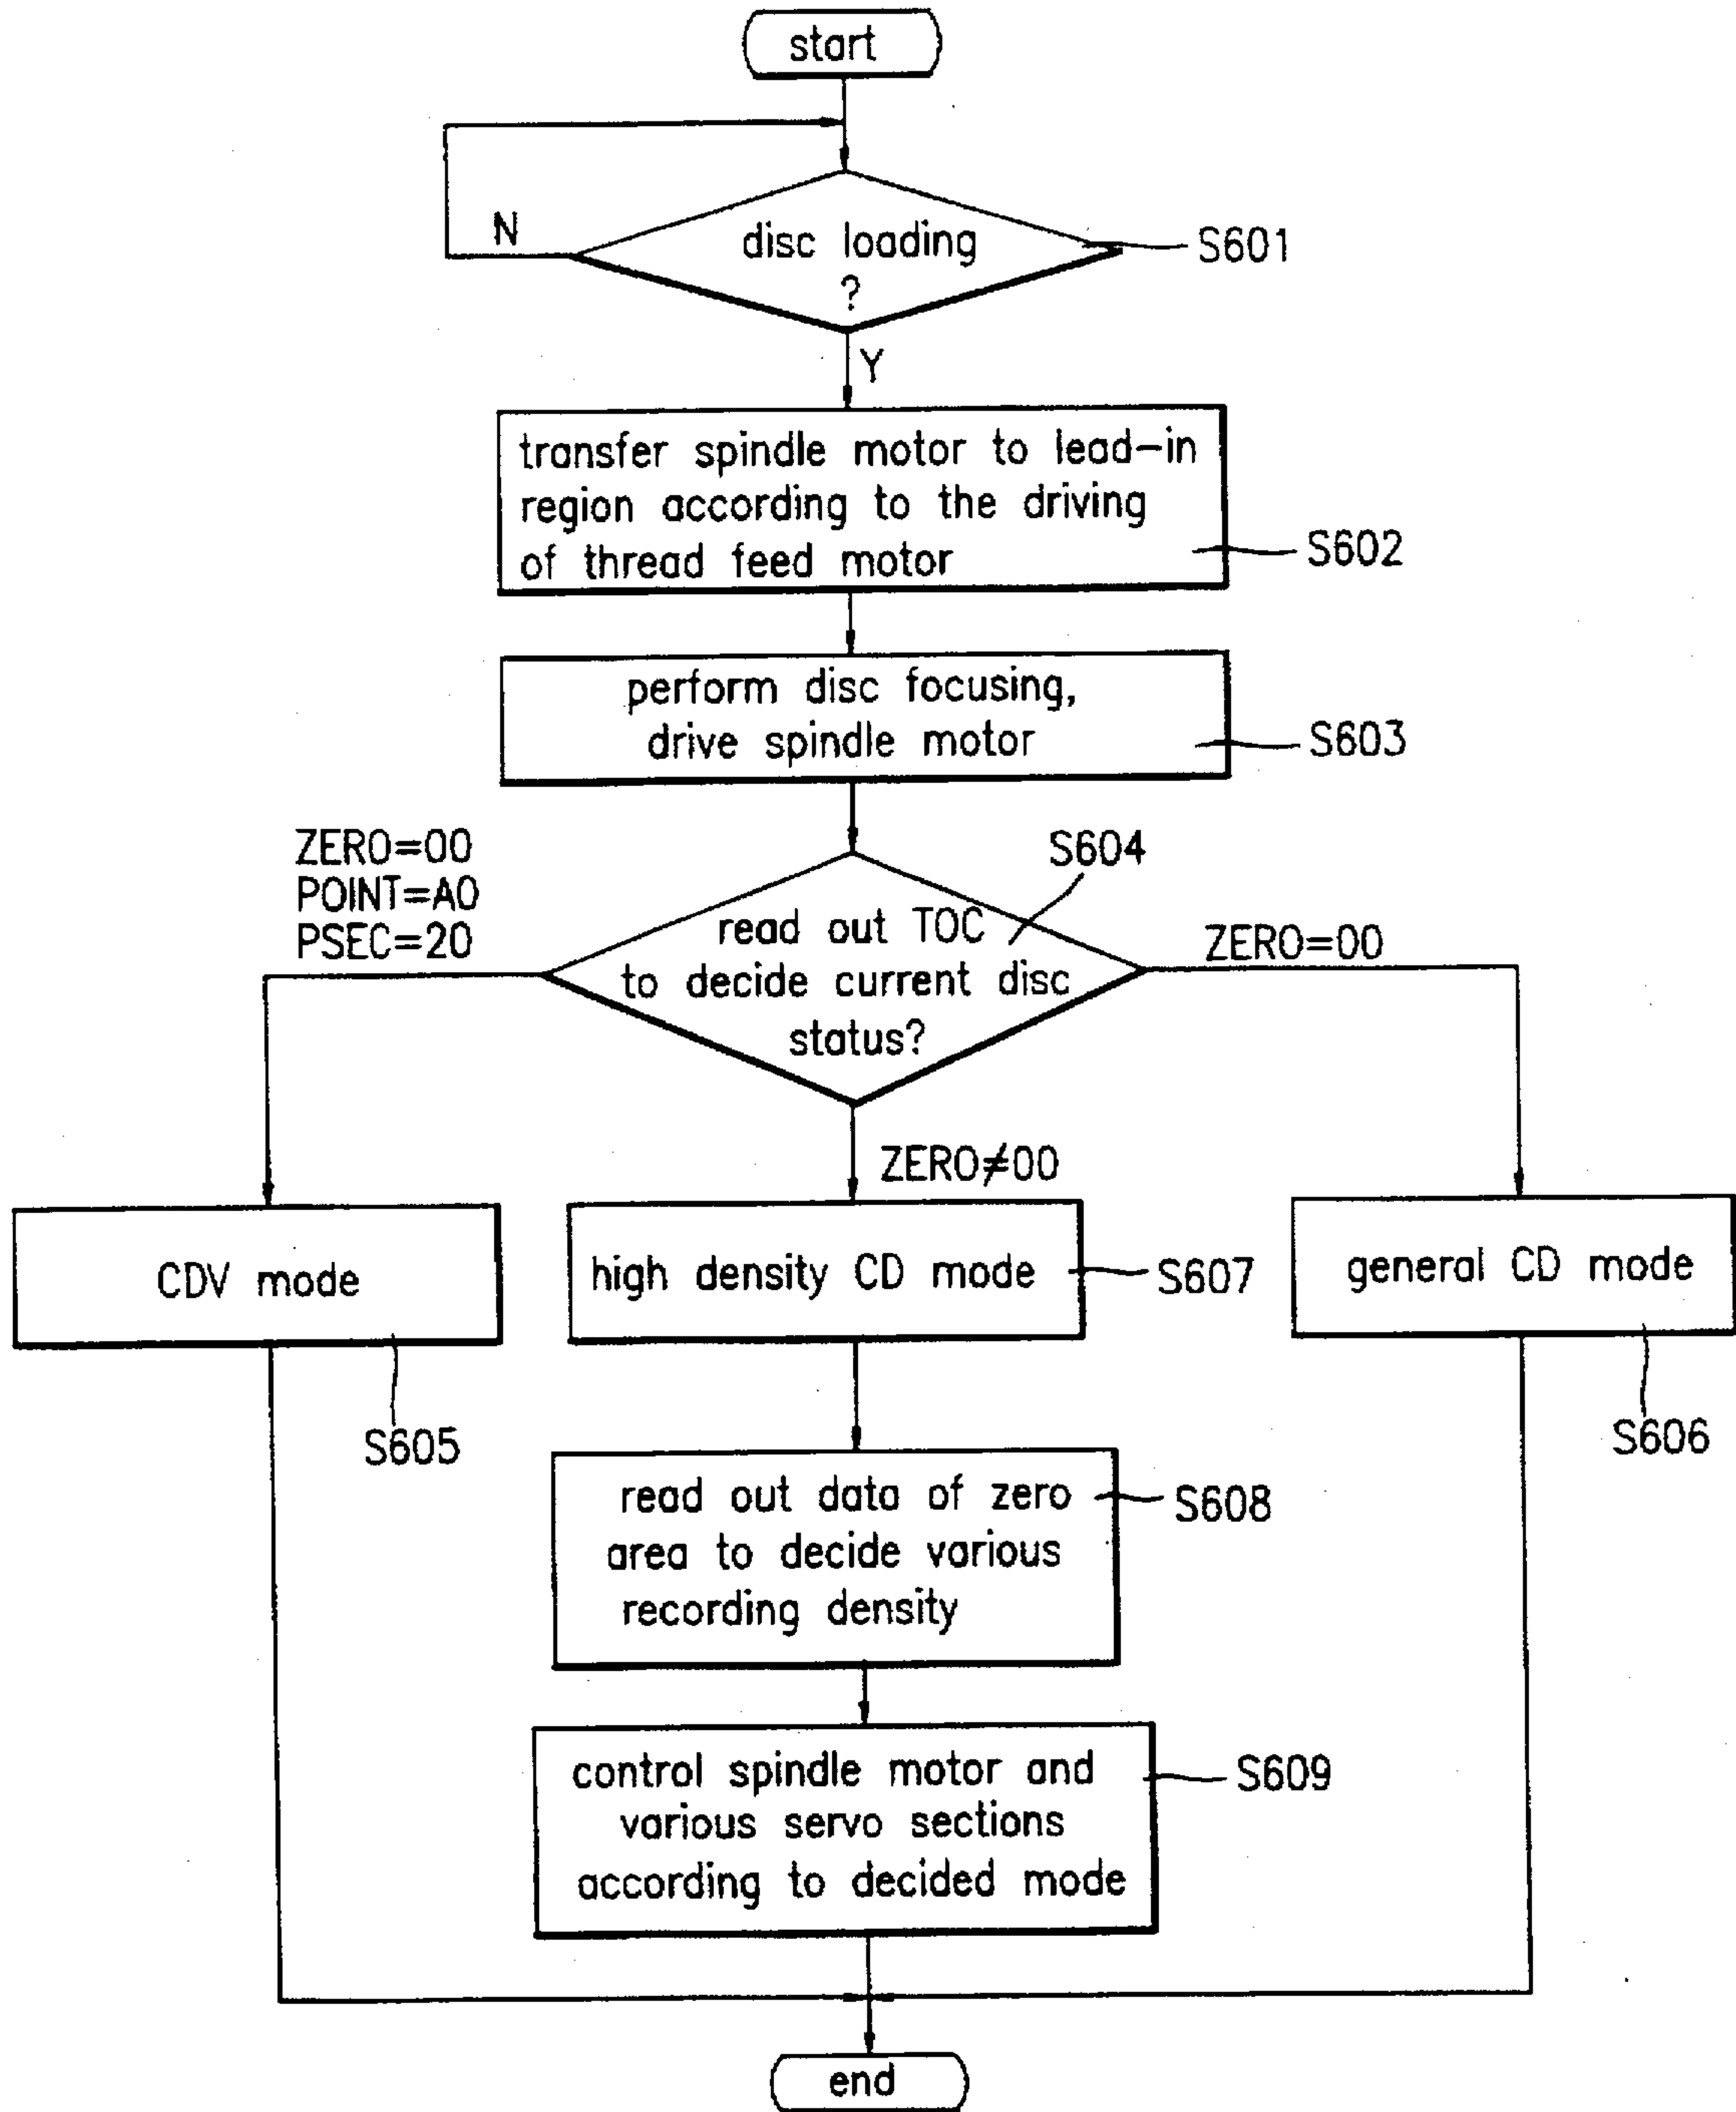 start
N
disc loading
?
S601
Y
transfer spindle motor to lead-in
region according to the driving
of thread feed motor
S602
perform disc focusing,
drive spindle motor
S603
ZERO=00
POINT=A0
PSEC=20
S604
read out TOC
to decide current disc
status?
ZERO=00
ZERO≠00
CDV mode
S605
high density CD mode
S607
general CD mode
S606
read out data of zero
area to decide various
recording density
S608
control spindle motor and
various servo sections
according to decided mode
S609
end